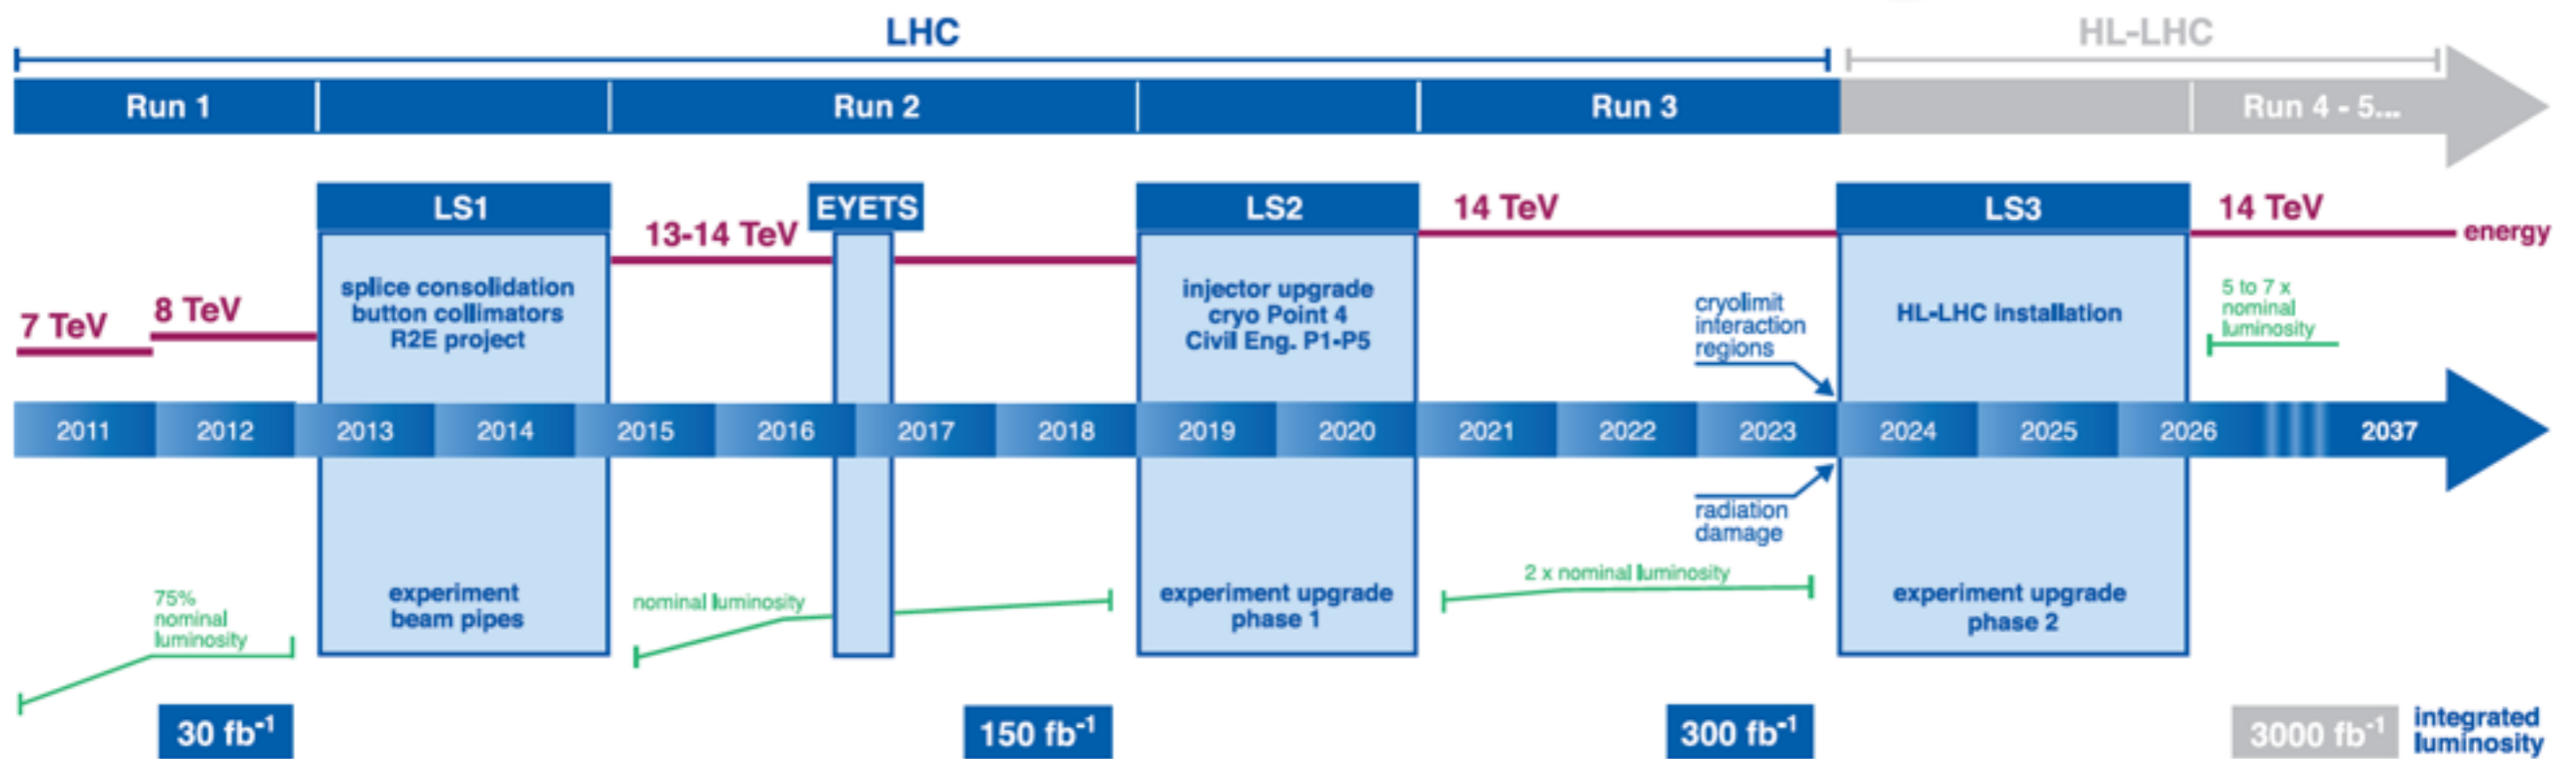 LHC
HL-LHC
Run 1
Run 2
Run 3
Run 4 - 5...
LS1
EYETS
LS2
14 TeV
LS3
14 TeV
energy
13-14 TeV
7 TeV
8 TeV
splice consolidation
button collimators
R2E project
injector upgrade
cryo Point 4
Civil Eng. P1-P5
cryolimit
interaction
regions
HL-LHC installation
5 to 7 x
nominal
luminosity
2011
2012
2013
2014
2015
2016
2017
2018
2019
2020
2021
2022
2023
2024
2025
2026
2037
radiation
damage
75%
nominal
luminosity
experiment
beam pipes
nominal luminosity
experiment upgrade
phase 1
2 x nominal luminosity
experiment upgrade
phase 2
30 fb⁻¹
150 fb⁻¹
300 fb⁻¹
3000 fb⁻¹
integrated
luminosity